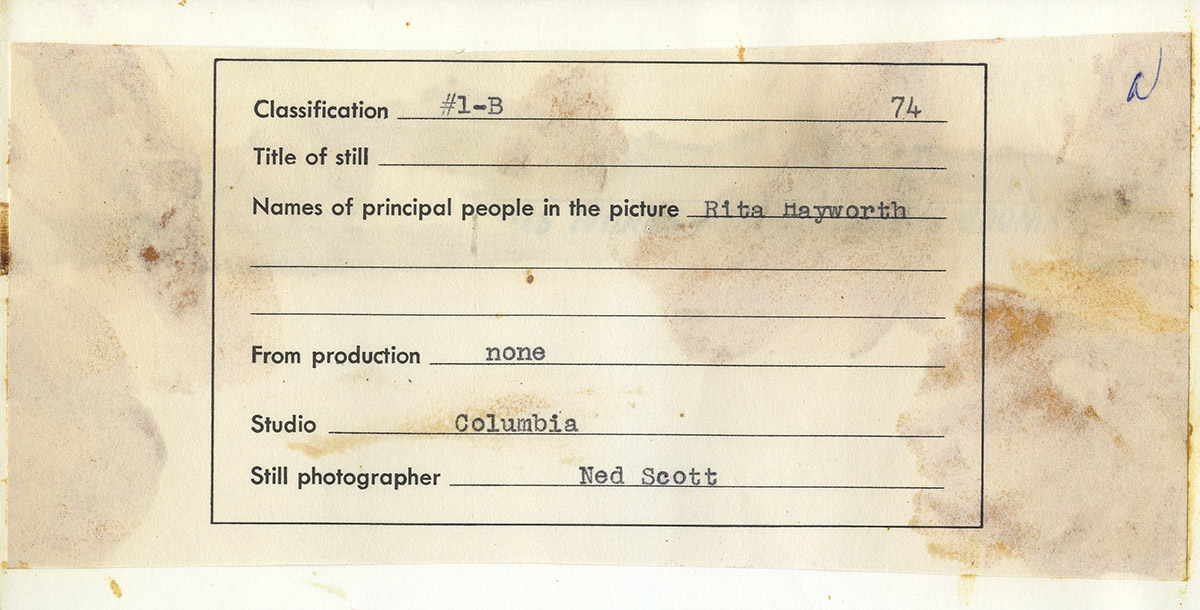 Classification #1-B 74
Title of still
Names of principal people in the picture Rita Hayworth
From production none
Studio Columbia
Still photographer Ned Scott